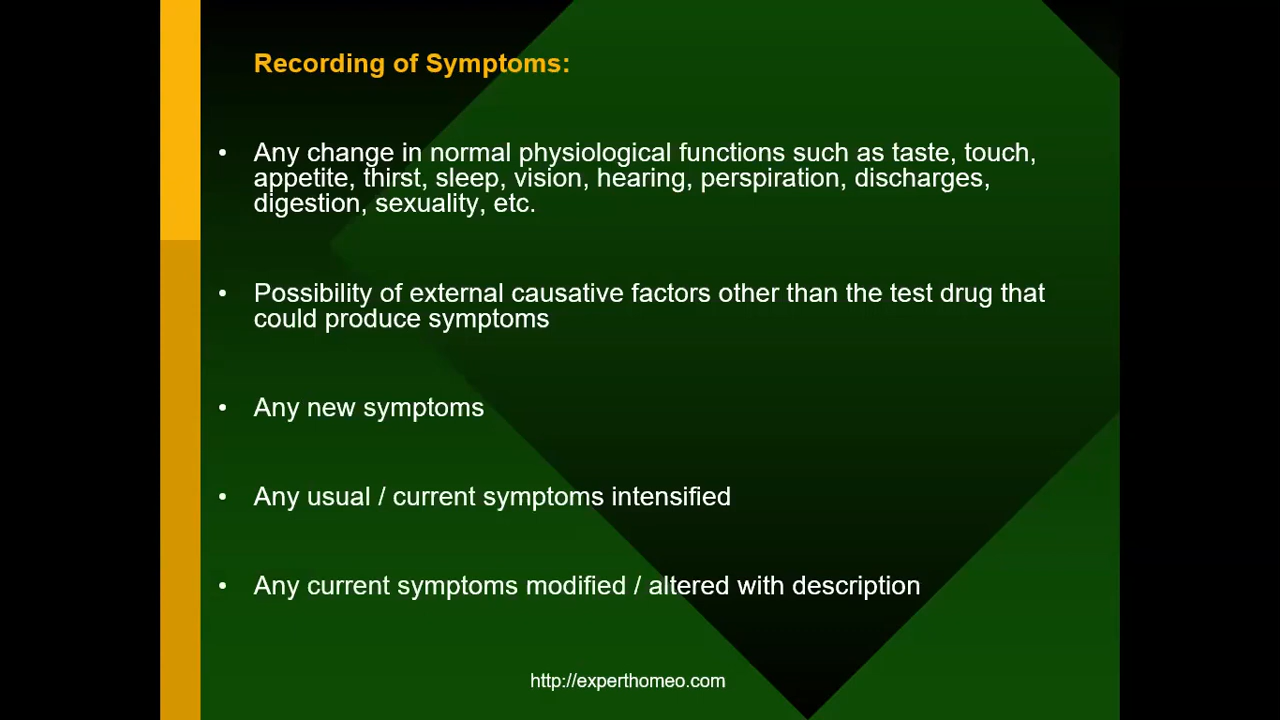 Recording of Symptoms:
• Any change in normal physiological functions such as taste, touch,
appetite, thirst, sleep, vision, hearing, perspiration, discharges,
digestion, sexuality, etc.
• Possibility of external causative factors other than the test drug that
could produce symptoms
• Any new symptoms
• Any usual / current symptoms intensified
• Any current symptoms modified / altered with description
http://experthomeo.com